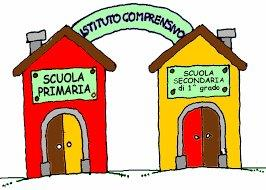 ISTITUTO COMPRENSIVO
SCUOLA
PRIMARIA
SCUOLA
SECONDARIA
di 1^ grado